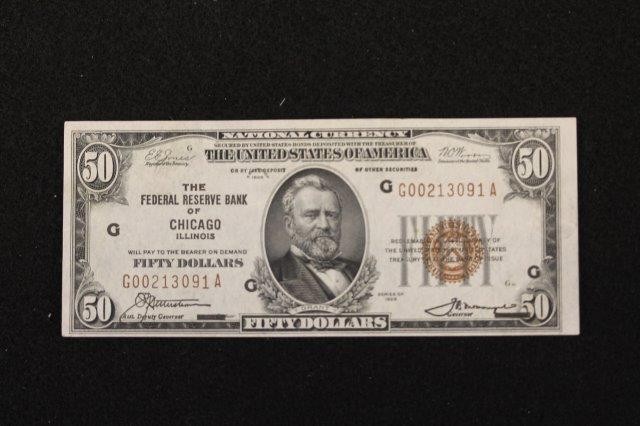 NATIONAL CURRENCY
SECURED BY UNITED STATES BONDS DEPOSITED WITH THE TREASURER OF
THE UNITED STATES OF AMERICA
OR BY LIKE DEPOSIT OF OTHER SECURITIES
50
G
50
THE
FEDERAL RESERVE BANK
OF
CHICAGO
ILLINOIS
G
G
G00213091A
WILL PAY TO THE BEARER ON DEMAND
FIFTY DOLLARS
G00213091A
G
FIFTY
G
SERIES OF
1929
GRANT
50
Deputy Governor
FIFTY DOLLARS
50